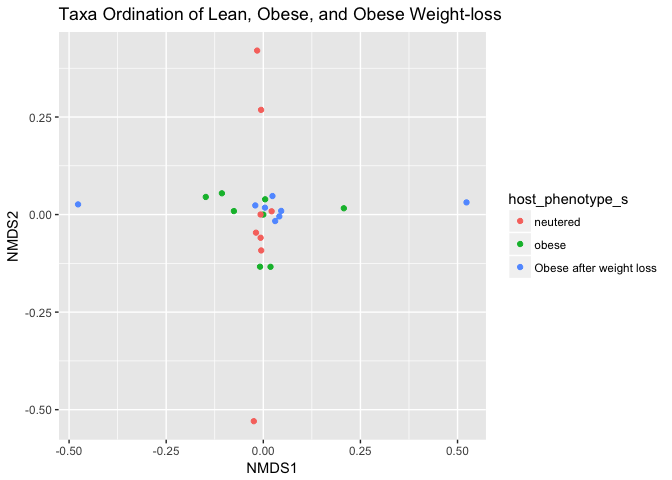 Taxa Ordination of Lean, Obese, and Obese Weight-loss
NMDS2
0.25
0.00
-0.25
-0.50
-0.50
-0.25
0.00
0.25
0.50
NMDS1
host_phenotype_s
neutered
obese
Obese after weight loss